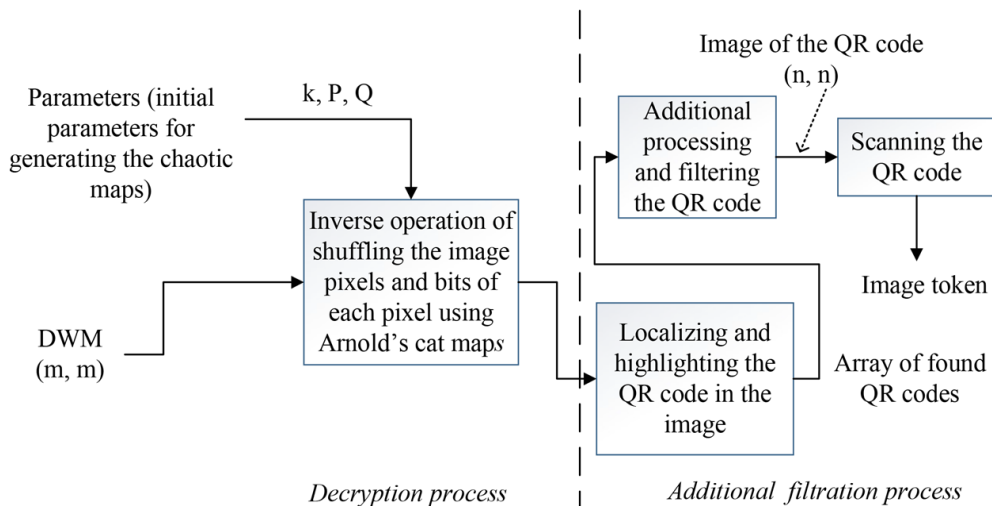 Parameters (initial
parameters for
generating the chaotic
maps)
k, P, Q
DWM
(m, m)
Inverse operation of
shuffling the image
pixels and bits of
each pixel using
Arnold's cat maps
Decryption process
Image of the QR code
(n, n)
Additional
processing
and filtering
the QR code
Scanning the
QR code
Image token
Localizing and
highlighting the
QR code in the
image
Array of found
QR codes
Additional filtration process